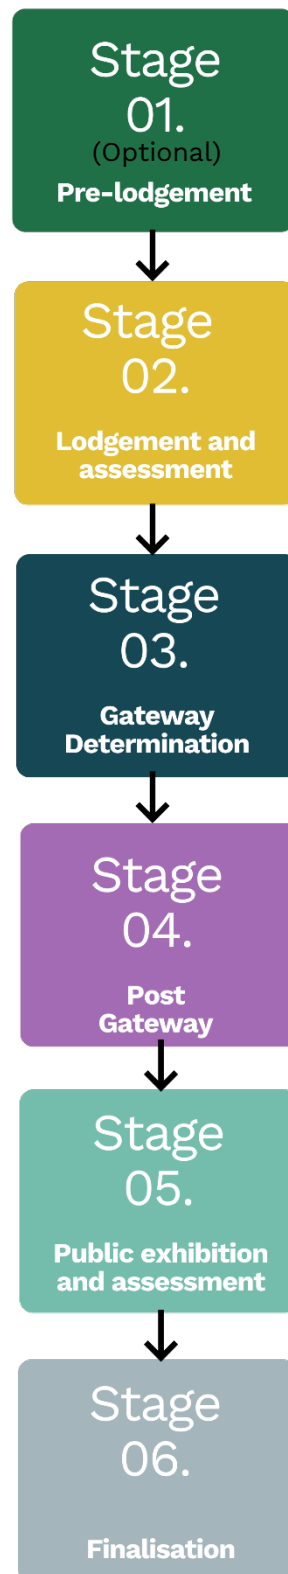 Stage
01.
(Optional)
Pre-lodgement
Stage
02.
Lodgement and
assessment
Stage
03.
Gateway
Determination
Stage
04.
Post
Gateway
Stage
05.
Public exhibition
and assessment
Stage
06.
Finalisation